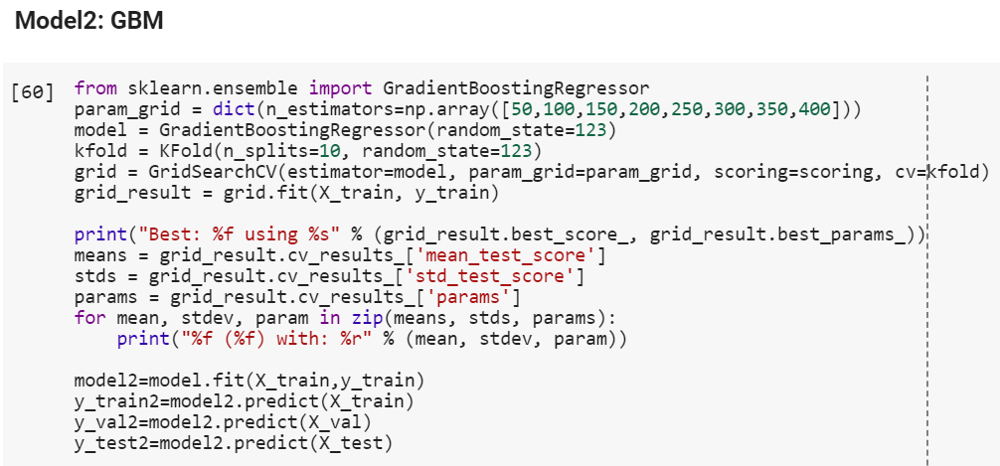 Model2: GBM
[60] from sklearn.ensemble import GradientBoostingRegressor
param_grid = dict(n_estimators=np.array([50,100,150,200,250,300,350,400]))
model = GradientBoostingRegressor(random_state=123)
kfold = KFold(n_splits=10, random_state=123)
grid = GridSearchCV(estimator=model, param_grid=param_grid, scoring=scoring, cv=kfold)
grid_result = grid.fit(X_train, y_train)

print("Best: %f using %s" % (grid_result.best_score_, grid_result.best_params_))
means = grid_result.cv_results_['mean_test_score']
stds = grid_result.cv_results_['std_test_score']
params = grid_result.cv_results_['params']
for mean, stdev, param in zip(means, stds, params):
    print("%f (%f) with: %r" % (mean, stdev, param))

model2=model.fit(X_train,y_train)
y_train2=model2.predict(X_train)
y_val2=model2.predict(X_val)
y_test2=model2.predict(X_test)